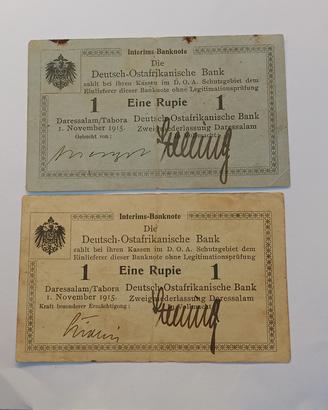 Interims-Banknote
Die
Deutsch-Ostafrikanische Bank
zahlt bei ihren Kassen im D. O. A. Schutzgebiet dem
Einlieferer dieser Banknote ohne Legitimationsprüfung
1 Eine Rupie 1
Daressalam/Tabora Deutsch-Ostafrikanische Bank
1. November 1915. Zweigniederlassung Daressalam
Gebucht von:
Interims-Banknote
Die
Deutsch-Ostafrikanische Bank
zahlt bei ihren Kassen im D. O. A. Schutzgebiet dem
Einlieferer dieser Banknote ohne Legitimationsprüfung
1 Eine Rupie 1
Daressalam/Tabora Deutsch-Ostafrikanische Bank
1. November 1915. Zweigniederlassung Daressalam
Kraft besonderer Ermächtigung: